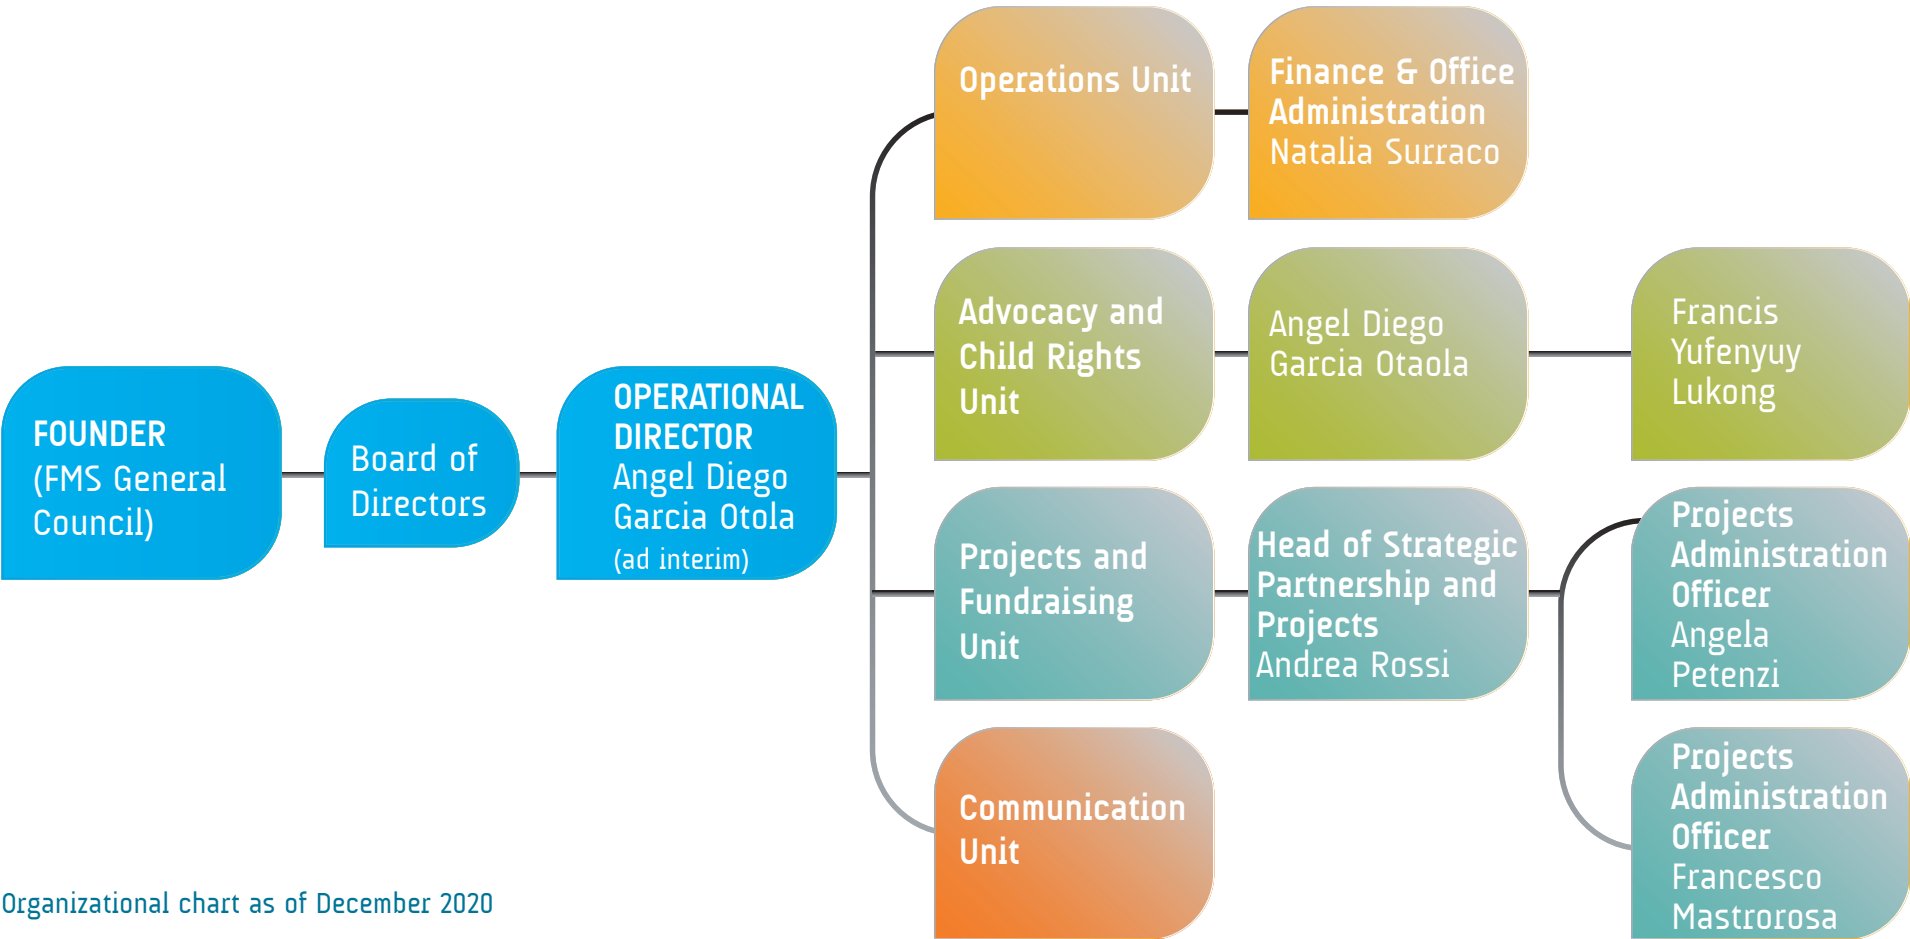 FOUNDER
(FMS General
Council)
Board of
Directors
OPERATIONAL
DIRECTOR
Angel Diego
Garcia Otola
(ad interim)
Operations Unit
Finance & Office
Administration
Natalia Surraco
Advocacy and
Child Rights
Unit
Angel Diego
Garcia Otaola
Francis
Yufenyuy
Lukong
Projects and
Fundraising
Unit
Head of Strategic
Partnership and
Projects
Andrea Rossi
Projects
Administration
Officer
Angela
Petenzi
Projects
Administration
Officer
Francesco
Mastrorosa
Communication
Unit
Organizational chart as of December 2020